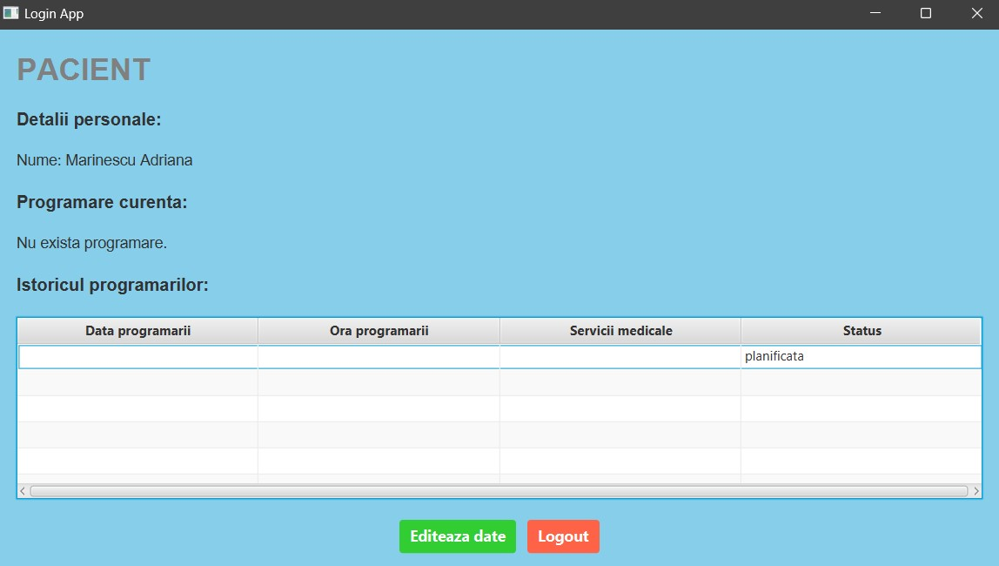 Login App
PACIENT
Detalii personale:
Nume: Marinescu Adriana
Programare curenta:
Nu exista programare.
Istoricul programarilor:
Data programarii Ora programarii Servicii medicale Status
planificata
Editeaza date Logout